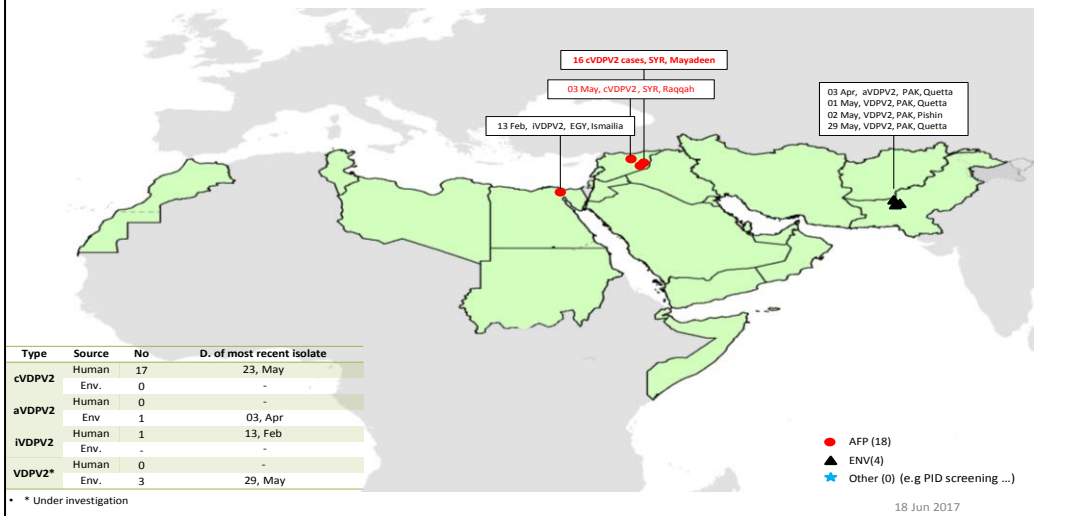 16 cVDPV2 cases, SYR, Mayadeen
03 May, cVDPV2, SYR, Raqqah
13 Feb, iVDPV2, EGY, Ismailia
03 Apr, aVDPV2, PAK, Quetta
01 May, VDPV2, PAK, Quetta
02 May, VDPV2, PAK, Pishin
29 May, VDPV2, PAK, Quetta
Type Source No D. of most recent isolate
cVDPV2 Human 17 23, May
Env. 0 -
aVDPV2 Human 0 -
Env 1 03, Apr
iVDPV2 Human 1 13, Feb
Env. - -
VDPV2* Human 0 -
Env. 3 29, May
• * Under investigation
AFP (18)
ENV(4)
Other (0) (e.g PID screening ...)
18 Jun 2017